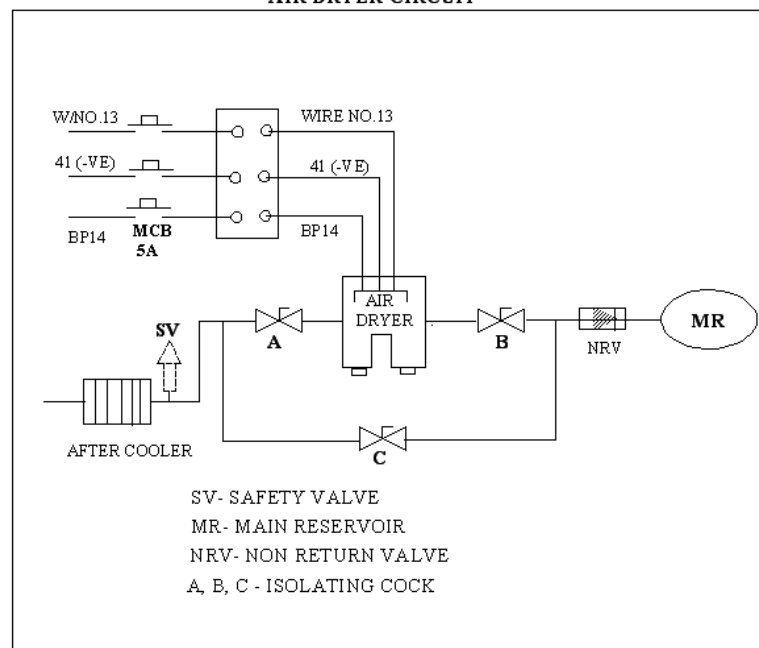 AIR DRYER CIRCUIT
W/NO.13
WIRE NO.13
41 (-VE)
41 (-VE)
BP14
MCB
5A
BP14
AIR
DRYER
SV
A
B
NRV
MR
AFTER COOLER
C
SV- SAFETY VALVE
MR- MAIN RESERVOIR
NRV- NON RETURN VALVE
A, B, C - ISOLATING COCK